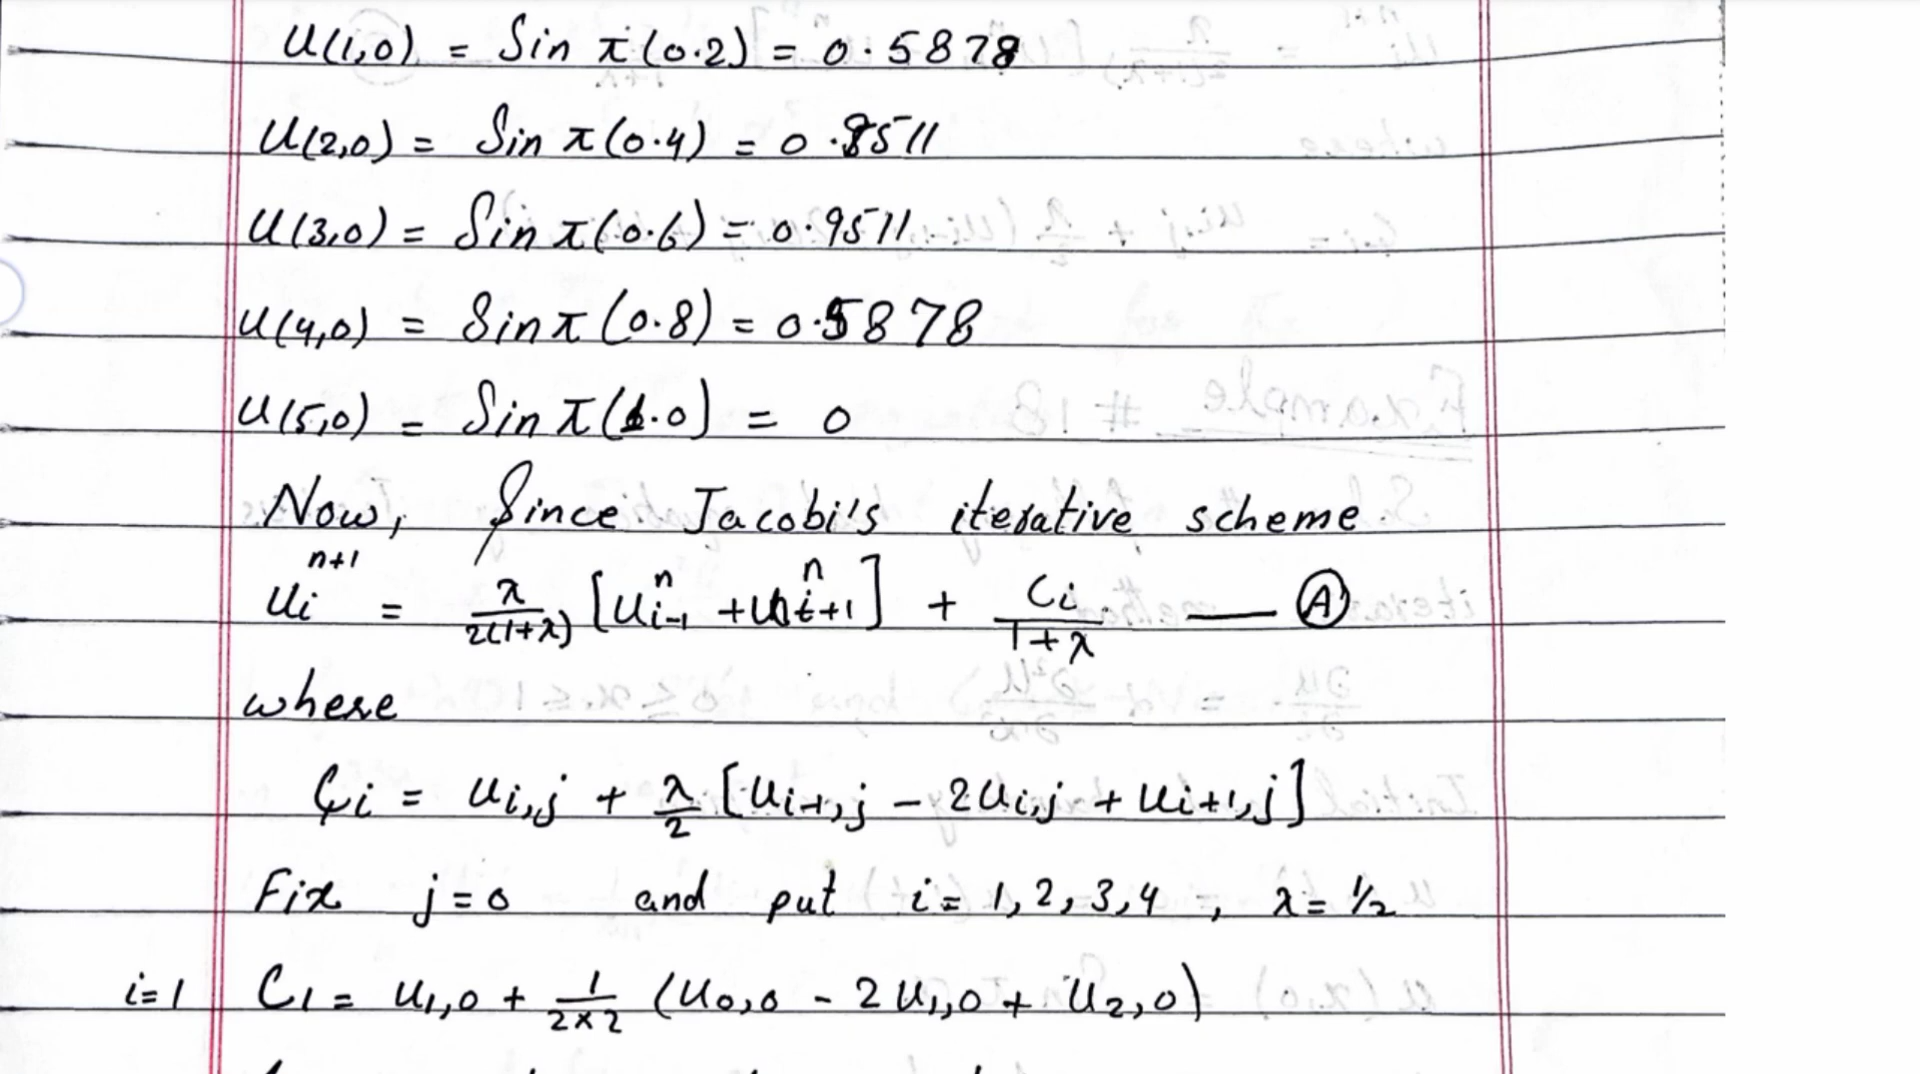 U(1,0) = Sin π(0.2) = 0.5878
U(2,0) = Sin π(0.4) = 0.9511
U(3,0) = Sin π(0.6) = 0.9511
U(4,0) = Sin π(0.8) = 0.5878
U(5,0) = Sin π(1.0) = 0
Now, Since Jacobi's iterative scheme
uᵢⁿ⁺¹ = λ/2(1+λ) [uᵢ₋₁ⁿ + uᵢ₊₁ⁿ] + Cᵢ/1+λ — Ⓐ
where
Cᵢ = uᵢ,ⱼ + λ/2 [uᵢ₋₁,ⱼ − 2uᵢ,ⱼ + uᵢ₊₁,ⱼ]
Fix j=0 and put i = 1, 2, 3, 4 , λ = 1/2
i=1 C₁ = U₁,₀ + 1/2×2 (U₀,₀ - 2U₁,₀ + U₂,₀)